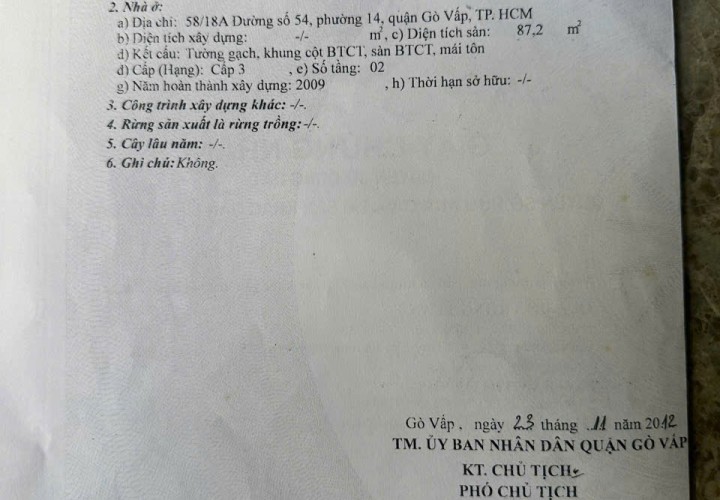 2. Nhà ở:
a) Địa chỉ: 58/18A Đường số 54, phường 14, quận Gò Vấp, TP. HCM
b) Diện tích xây dựng: -/- m², c) Diện tích sàn: 87,2 m²
d) Kết cấu: Tường gạch, khung cột BTCT, sàn BTCT, mái tôn
đ) Cấp (Hạng): Cấp 3 , e) Số tầng: 02
g) Năm hoàn thành xây dựng: 2009 , h) Thời hạn sở hữu: -/-
3. Công trình xây dựng khác: -/-.
4. Rừng sản xuất là rừng trồng: -/-.
5. Cây lâu năm: -/-.
6. Ghi chú: Không.
Gò Vấp , ngày 23 tháng 11 năm 2012
TM. ỦY BAN NHÂN DÂN QUẬN GÒ VẤP
KT. CHỦ TỊCH
PHÓ CHỦ TỊCH